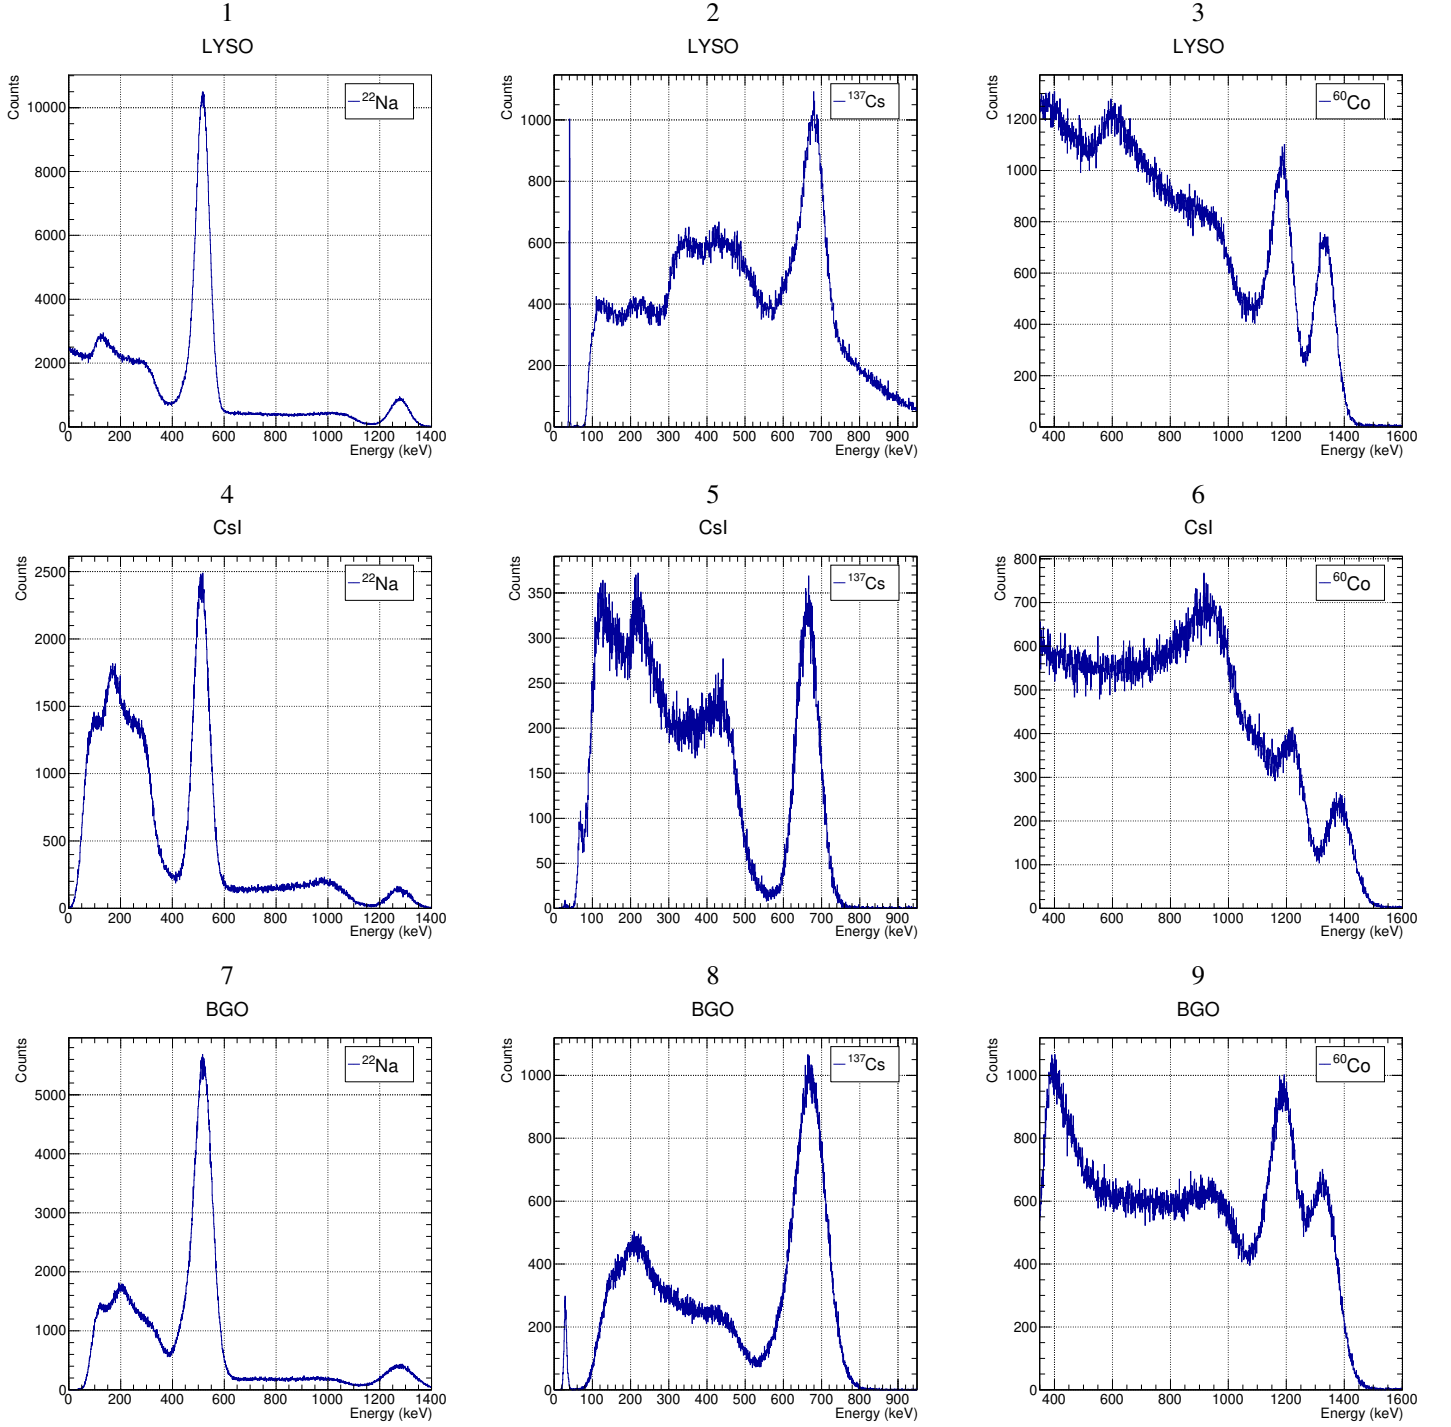 1
LYSO
Counts
²²Na
10000
8000
6000
4000
2000
0
0 200 400 600 800 1000 1200 1400
Energy (keV)
2
LYSO
Counts
¹³⁷Cs
1000
800
600
400
200
0
0 100 200 300 400 500 600 700 800 900
Energy (keV)
3
LYSO
Counts
⁶⁰Co
1200
1000
800
600
400
200
0
400 600 800 1000 1200 1400 1600
Energy (keV)
4
CsI
Counts
²²Na
2500
2000
1500
1000
500
0
0 200 400 600 800 1000 1200 1400
Energy (keV)
5
CsI
Counts
¹³⁷Cs
350
300
250
200
150
100
50
0
0 100 200 300 400 500 600 700 800 900
Energy (keV)
6
CsI
Counts
⁶⁰Co
800
700
600
500
400
300
200
100
0
400 600 800 1000 1200 1400 1600
Energy (keV)
7
BGO
Counts
²²Na
5000
4000
3000
2000
1000
0
0 200 400 600 800 1000 1200 1400
Energy (keV)
8
BGO
Counts
¹³⁷Cs
1000
800
600
400
200
0
0 100 200 300 400 500 600 700 800 900
Energy (keV)
9
BGO
Counts
⁶⁰Co
1000
800
600
400
200
0
400 600 800 1000 1200 1400 1600
Energy (keV)